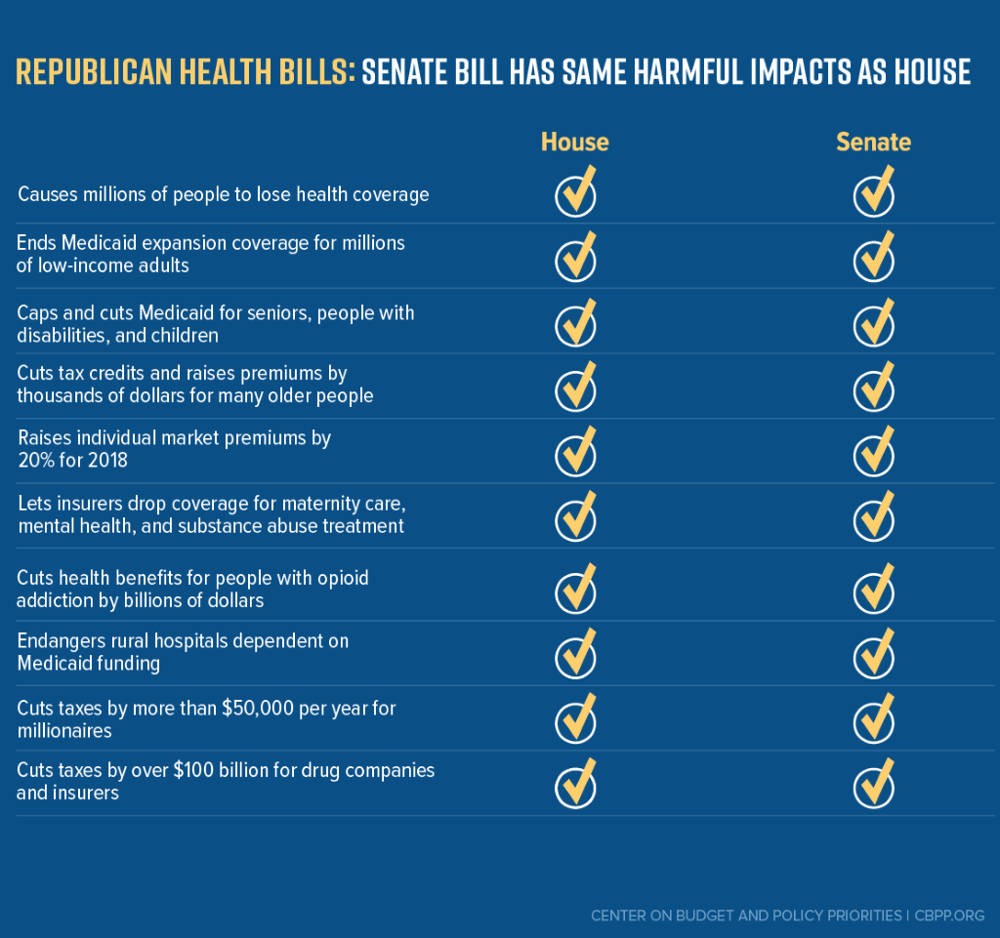 REPUBLICAN HEALTH BILLS: SENATE BILL HAS SAME HARMFUL IMPACTS AS HOUSE
House Senate
Causes millions of people to lose health coverage
Ends Medicaid expansion coverage for millions
of low-income adults
Caps and cuts Medicaid for seniors, people with
disabilities, and children
Cuts tax credits and raises premiums by
thousands of dollars for many older people
Raises individual market premiums by
20% for 2018
Lets insurers drop coverage for maternity care,
mental health, and substance abuse treatment
Cuts health benefits for people with opioid
addiction by billions of dollars
Endangers rural hospitals dependent on
Medicaid funding
Cuts taxes by more than $50,000 per year for
millionaires
Cuts taxes by over $100 billion for drug companies
and insurers
CENTER ON BUDGET AND POLICY PRIORITIES | CBPP.ORG